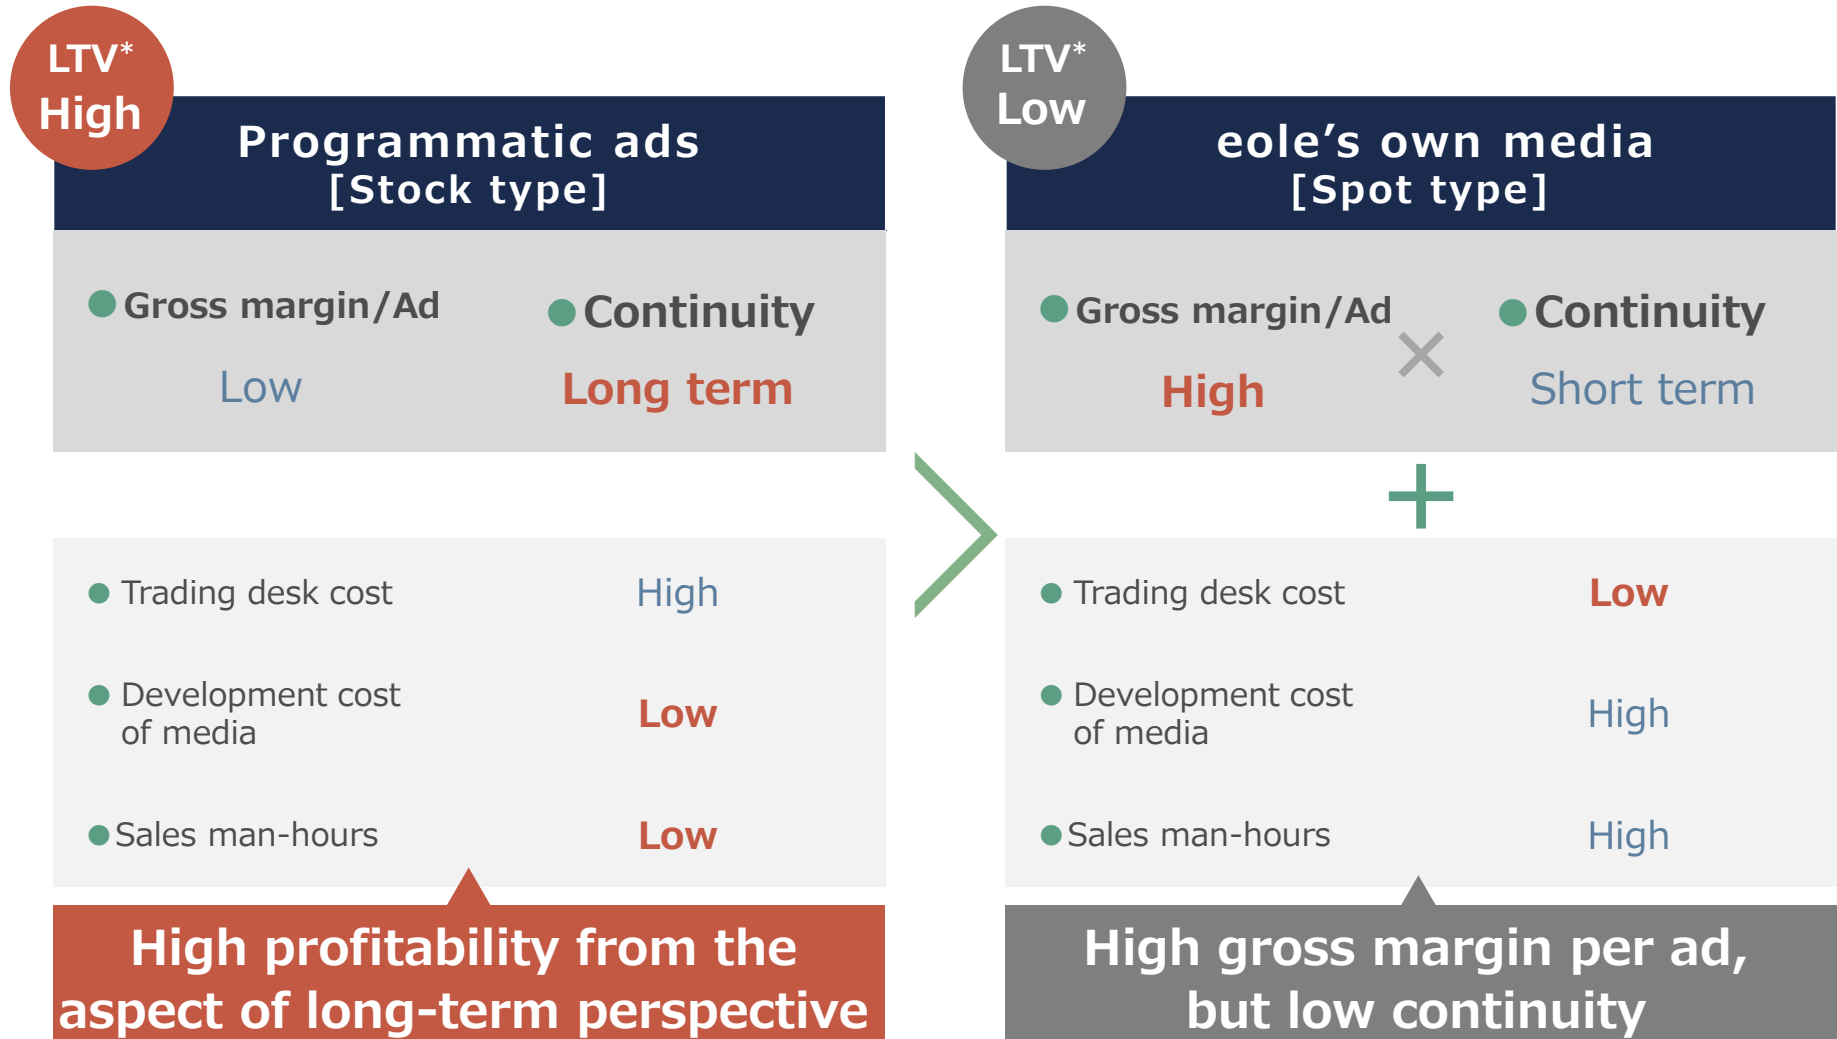 LTV*
High
Programmatic ads
[Stock type]
● Gross margin/Ad
● Continuity
Low
Long term
● Trading desk cost
High
● Development cost
of media
Low
● Sales man-hours
Low
High profitability from the
aspect of long-term perspective
LTV*
Low
eole’s own media
[Spot type]
● Gross margin/Ad
● Continuity
High
×
Short term
+
● Trading desk cost
Low
● Development cost
of media
High
● Sales man-hours
High
High gross margin per ad,
but low continuity